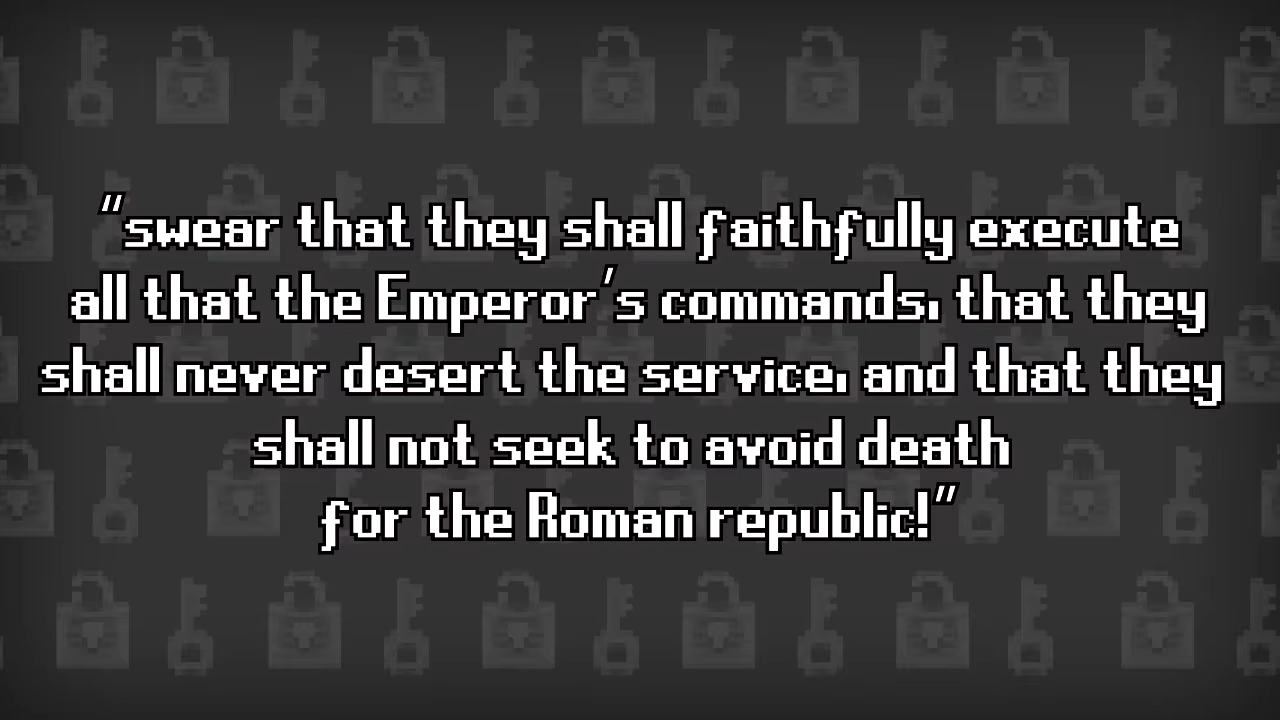 "swear that they shall faithfully execute
all that the Emperor's commands, that they
shall never desert the service, and that they
shall not seek to avoid death
for the Roman republic!"